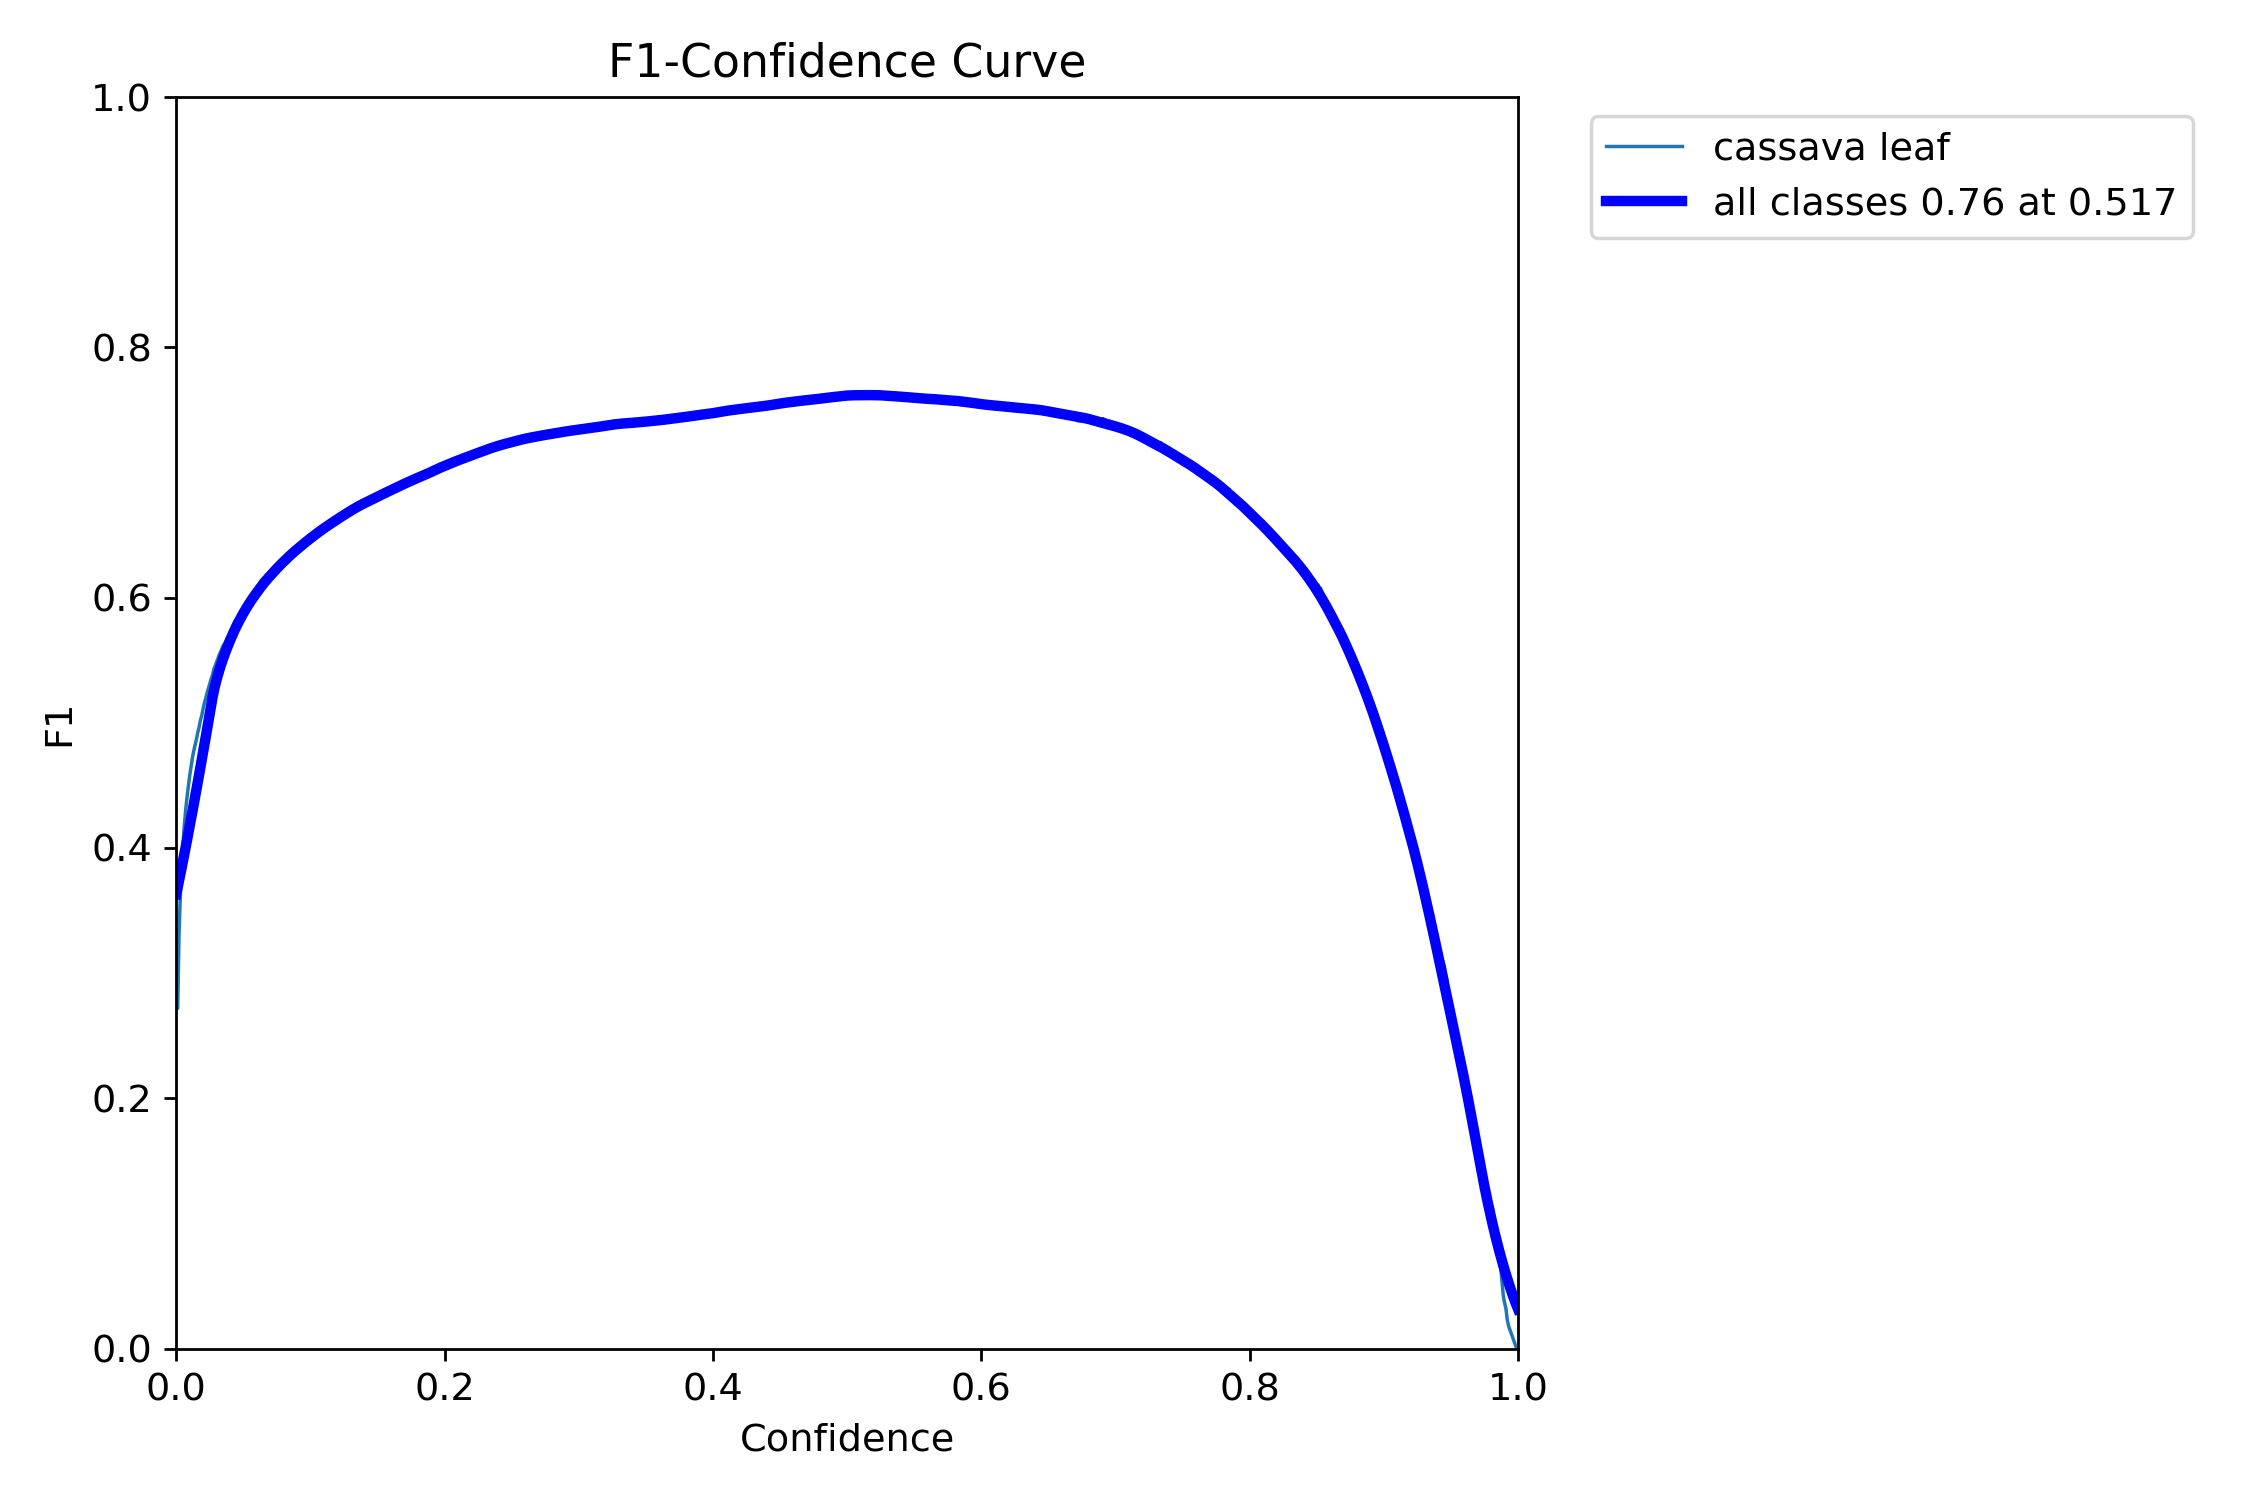 F1-Confidence Curve
cassava leaf
all classes 0.76 at 0.517
1.0
0.8
0.6
0.4
0.2
0.0
F1
0.0 0.2 0.4 0.6 0.8 1.0
Confidence